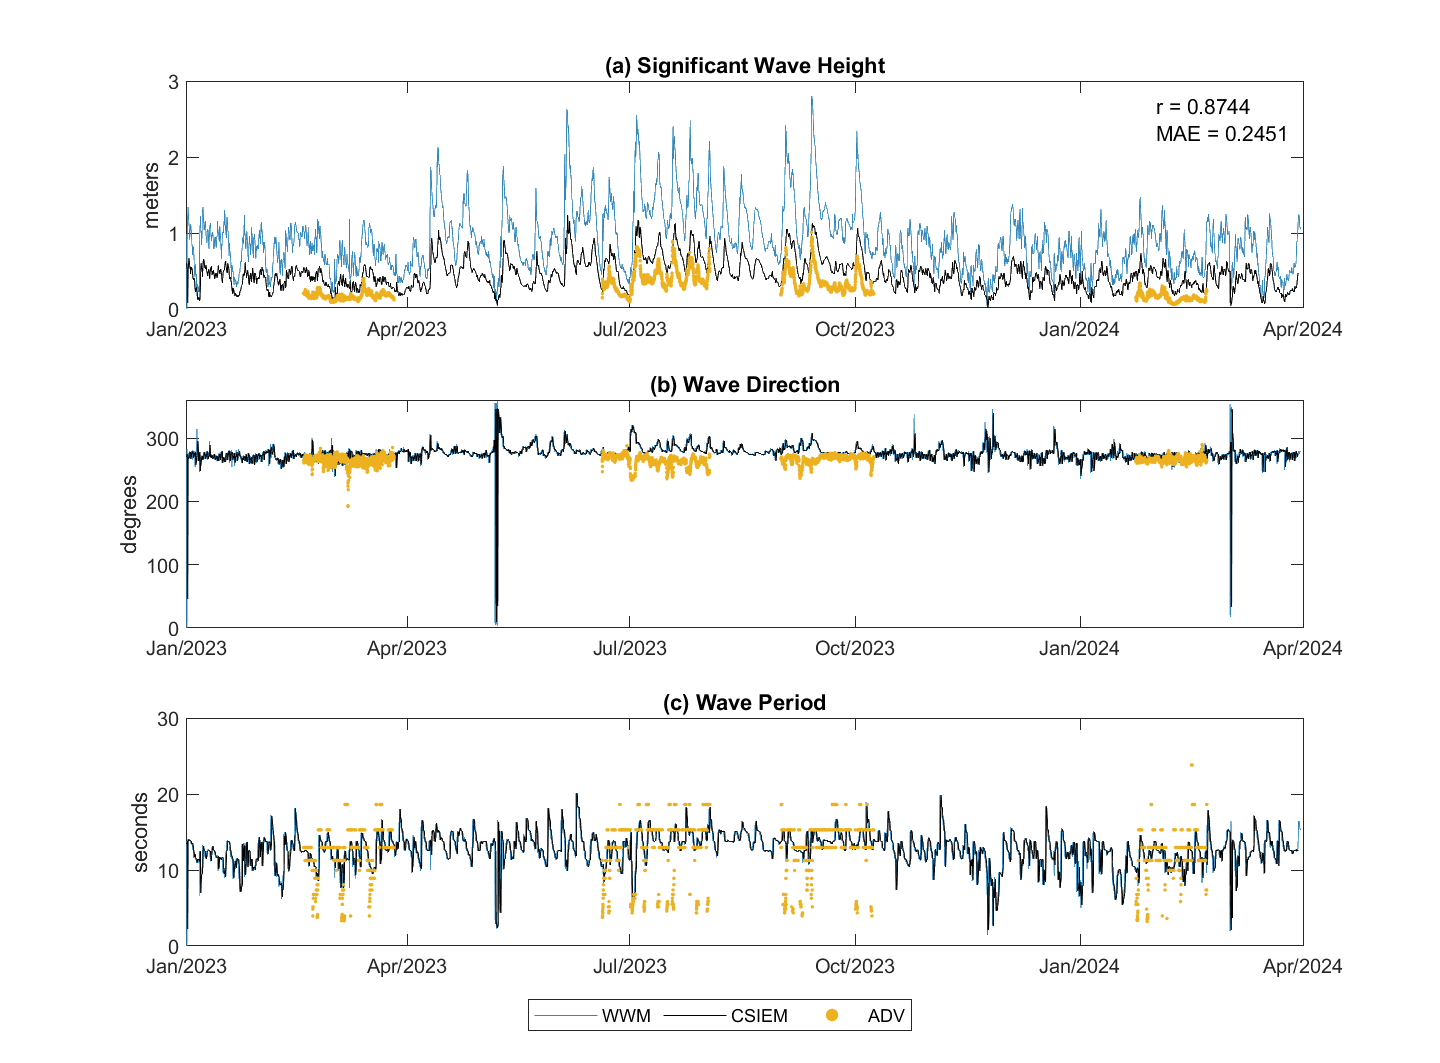 (a) Significant Wave Height
r = 0.8744
MAE = 0.2451
meters
3
2
1
0
Jan/2023 Apr/2023 Jul/2023 Oct/2023 Jan/2024 Apr/2024
(b) Wave Direction
degrees
300
200
100
0
Jan/2023 Apr/2023 Jul/2023 Oct/2023 Jan/2024 Apr/2024
(c) Wave Period
seconds
30
20
10
0
Jan/2023 Apr/2023 Jul/2023 Oct/2023 Jan/2024 Apr/2024
WWM CSIEM ADV